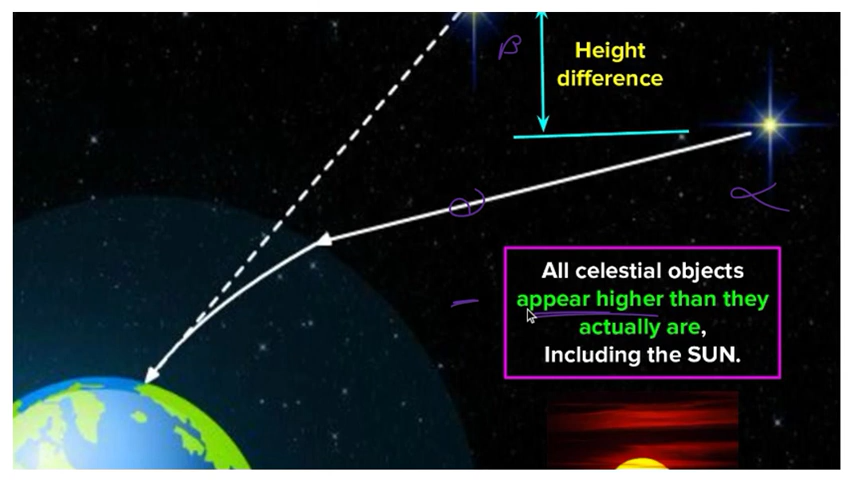 β
Height
difference
α
All celestial objects
appear higher than they
actually are,
Including the SUN.